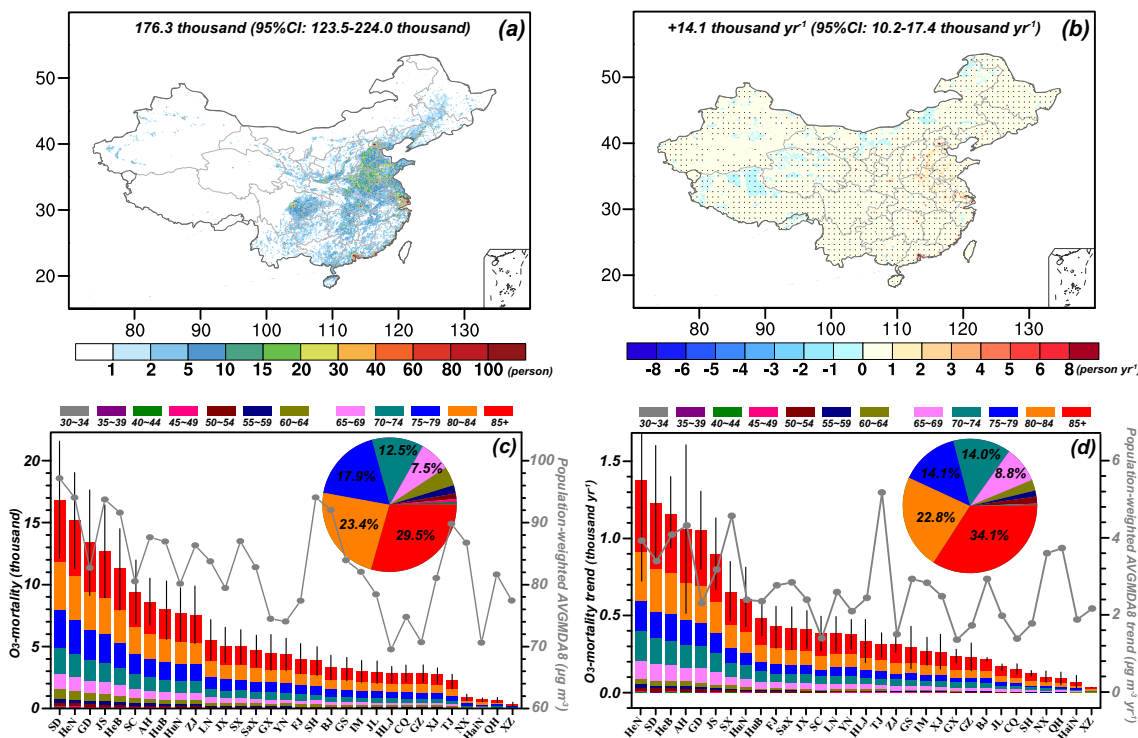 176.3 thousand (95%CI: 123.5-224.0 thousand)
(a)
50
40
30
20
80 90 100 110 120 130
1 2 5 10 15 20 30 40 60 80 100 (person)
+14.1 thousand yr-1 (95%CI: 10.2-17.4 thousand yr-1)
(b)
50
40
30
20
80 90 100 110 120 130
-8 -6 -5 -4 -3 -2 -1 0 1 2 3 4 5 6 8 (person yr-1)
30~34 35~39 40~44 45~49 50~54 55~59 60~64 65~69 70~74 75~79 80~84 85+
(c)
O3-mortality (thousand)
20
15
10
5
0
12.5%
7.5%
17.9%
23.4%
29.5%
100
90
80
70
60
Population-weighted AVGMDA8 (μg m-3)
SD HeN GD JS HeB SC AH HuB HuN ZJ LN JX SX SaX GX YN FJ SH BJ GS IM JL HLJ CQ GZ XJ TJ NX HaiN QH XZ
30~34 35~39 40~44 45~49 50~54 55~59 60~64 65~69 70~74 75~79 80~84 85+
(d)
O3-mortality trend (thousand yr-1)
1.5
1.0
0.5
0.0
14.0%
8.8%
14.1%
22.8%
34.1%
6
4
2
0
Population-weighted AVGMDA8 trend (μg m-3 yr-1)
HeN SD HeB AH GD JS SX HuN HuB FJ SaX JX SC LN YN HLJ TJ ZJ GS IM XJ GX GZ BJ JL CQ SH NX QH HaiN XZ